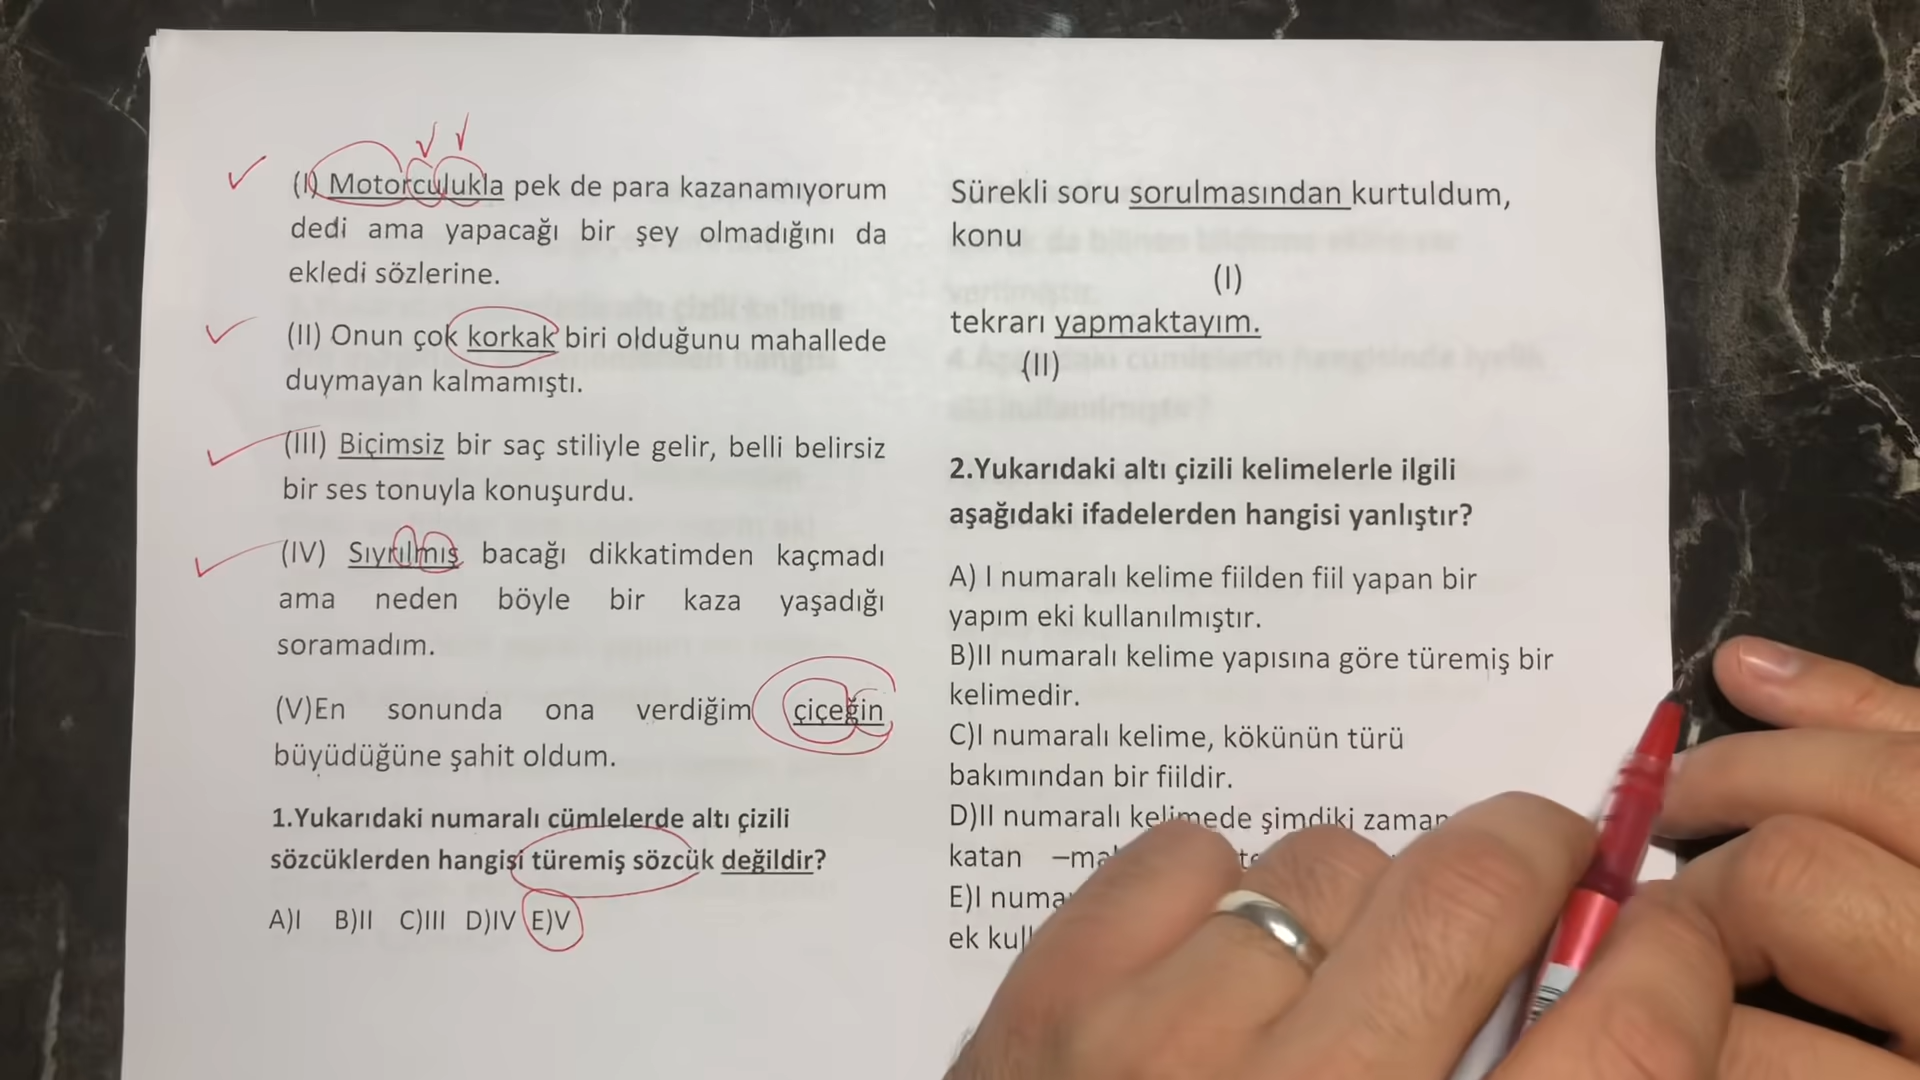 (I) Motorculukla pek de para kazanamıyorum
dedi ama yapacağı bir şey olmadığını da
ekledi sözlerine.
(II) Onun çok korkak biri olduğunu mahallede
duymayan kalmamıştı.
(III) Biçimsiz bir saç stiliyle gelir, belli belirsiz
bir ses tonuyla konuşurdu.
(IV) Sıyrılmış bacağı dikkatimden kaçmadı
ama neden böyle bir kaza yaşadığı
soramadım.
(V)En sonunda ona verdiğim çiçeğin
büyüdüğüne şahit oldum.
1.Yukarıdaki numaralı cümlelerde altı çizili
sözcüklerden hangisi türemiş sözcük değildir?
A)I B)II C)III D)IV E)V
Sürekli soru sorulmasından kurtuldum,
konu
(I)
tekrarı yapmaktayım.
(II)
2.Yukarıdaki altı çizili kelimelerle ilgili
aşağıdaki ifadelerden hangisi yanlıştır?
A) I numaralı kelime fiilden fiil yapan bir
yapım eki kullanılmıştır.
B)II numaralı kelime yapısına göre türemiş bir
kelimedir.
C)I numaralı kelime, kökünün türü
bakımından bir fiildir.
D)II numaralı kelimede şimdiki zaman
katan
E)I
ek